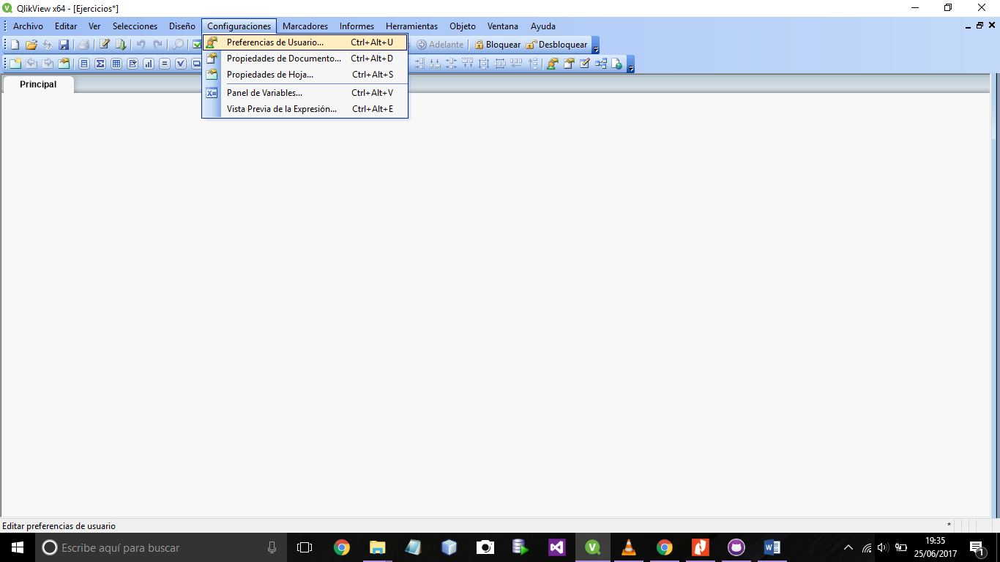 QlikView x64 - [Ejercicios*]
Archivo Editar Ver Selecciones Diseño Configuraciones Marcadores Informes Herramientas Objeto Ventana Ayuda
Adelante Bloquear Desbloquear
Preferencias de Usuario... Ctrl+Alt+U
Propiedades de Documento... Ctrl+Alt+D
Propiedades de Hoja... Ctrl+Alt+S
Panel de Variables... Ctrl+Alt+V
Vista Previa de la Expresión... Ctrl+Alt+E
Principal
Editar preferencias de usuario *
Escribe aquí para buscar
19:35
25/06/2017
1